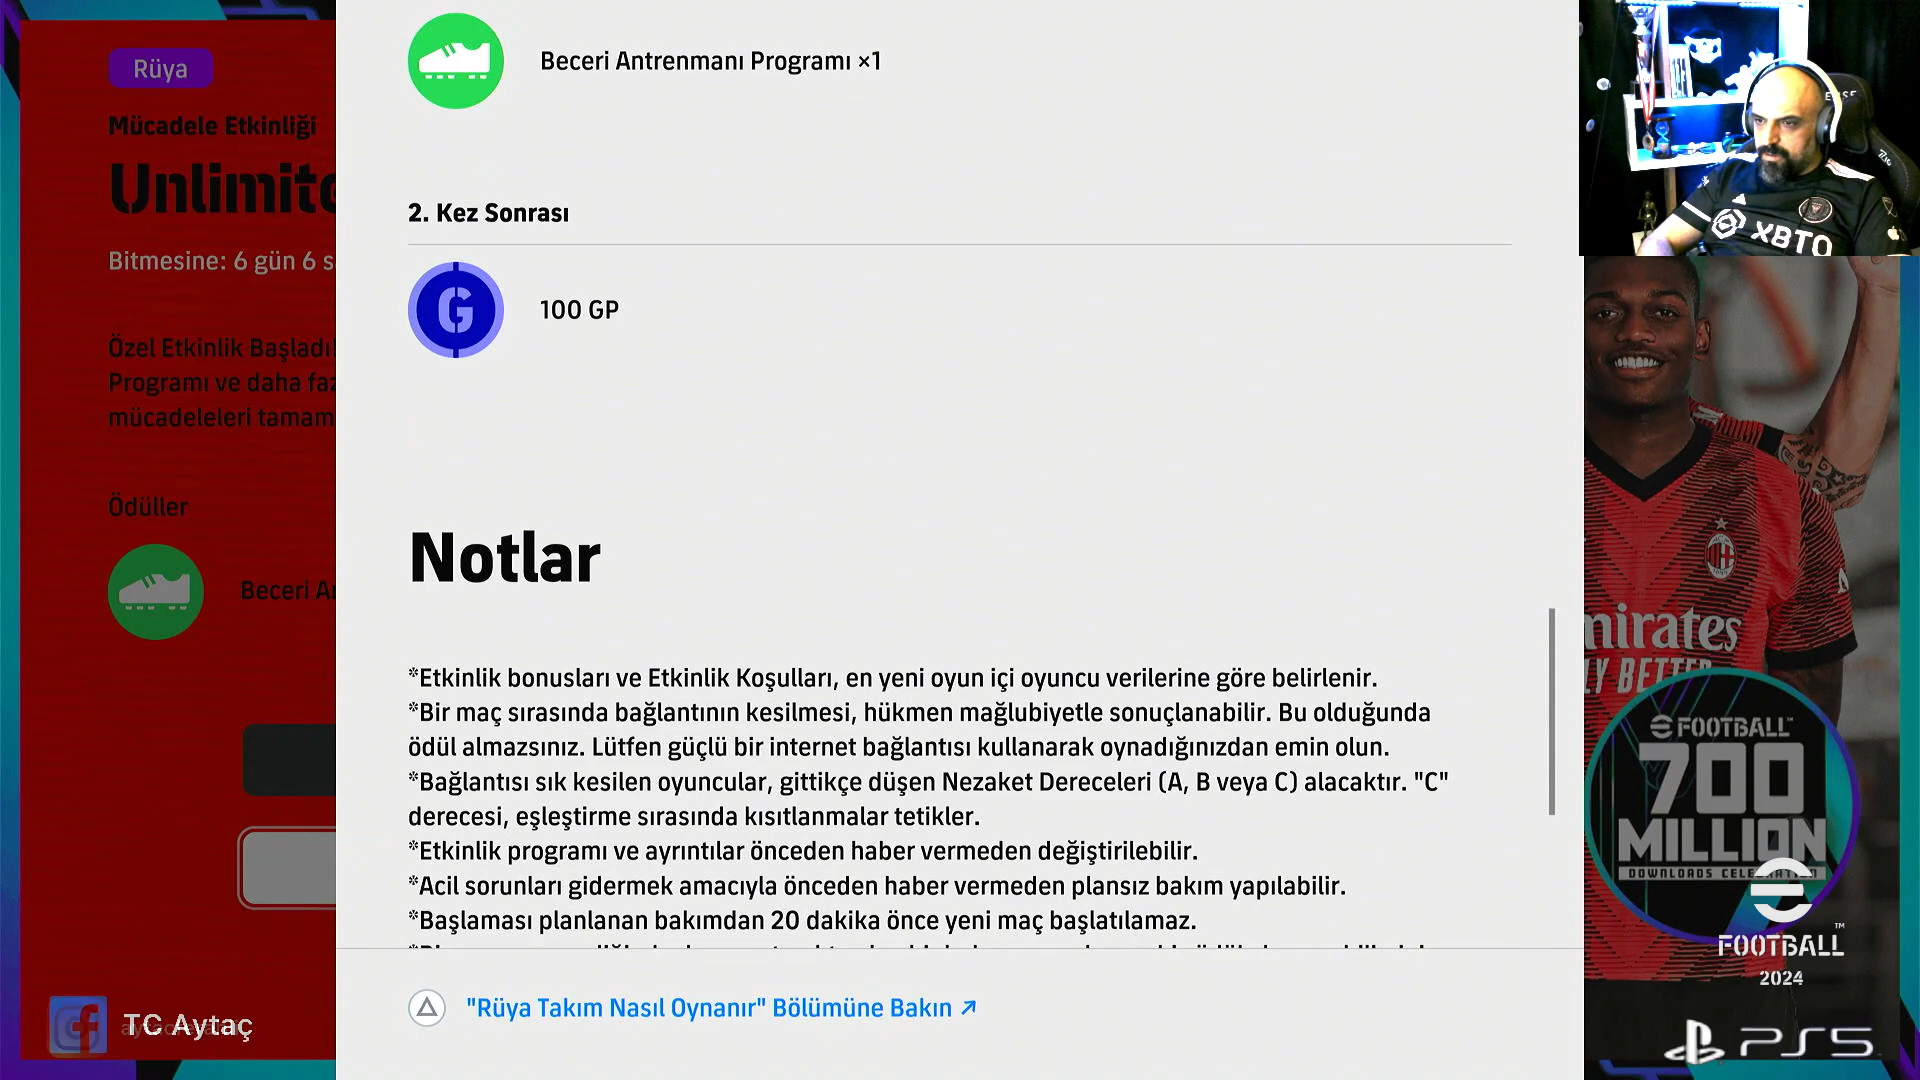 Rüya
Mücadele Etkinliği
Bitmesine: 6 gün 6
Özel Etkinlik Başladı!
Programı ve daha
mücadeleleri
Ödüller
Beceri
Beceri Antrenmanı Programı ×1
2. Kez Sonrası
G
100 GP
Notlar
*Etkinlik bonusları ve Etkinlik Koşulları, en yeni oyun içi oyuncu verilerine göre belirlenir.
*Bir maç sırasında bağlantının kesilmesi, hükmen mağlubiyetle sonuçlanabilir. Bu olduğunda
ödül almazsınız. Lütfen güçlü bir internet bağlantısı kullanarak oynadığınızdan emin olun.
*Bağlantısı sık kesilen oyuncular, gittikçe düşen Nezaket Dereceleri (A, B veya C) alacaktır. "C"
derecesi, eşleştirme sırasında kısıtlanmalar tetikler.
*Etkinlik programı ve ayrıntılar önceden haber vermeden değiştirilebilir.
*Acil sorunları gidermek amacıyla önceden haber vermeden plansız bakım yapılabilir.
*Başlaması planlanan bakımdan 20 dakika önce yeni maç başlatılamaz.
"Rüya Takım Nasıl Oynanır" Bölümüne Bakın
TC Aytaç
XBTO
mirates
LY BETTER
FOOTBALL™
700
MILLION
DOWNLOADS CELEBRATION
FOOTBALL™
2024
PS5